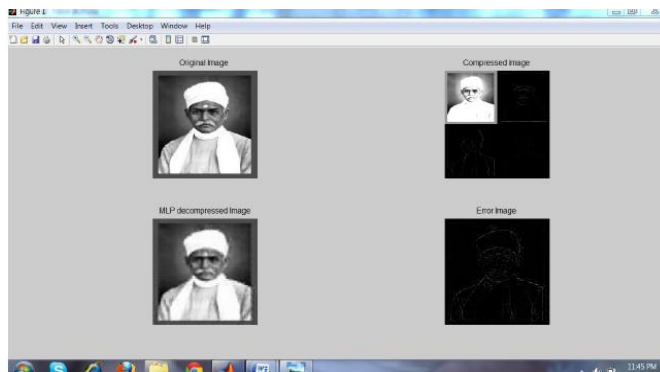 Figure 1
File Edit View Insert Tools Desktop Window Help
Original Image
Compressed Image
MLP decompressed Image
Error Image
11:45 PM